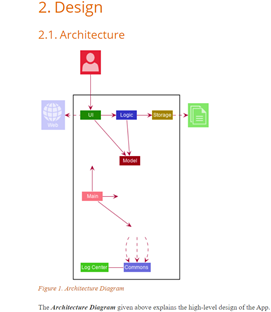 2. Design
2.1. Architecture
Web
UI
Logic
Storage
Model
Main
Log Center
Commons
Figure 1. Architecture Diagram
The Architecture Diagram given above explains the high-level design of the App.